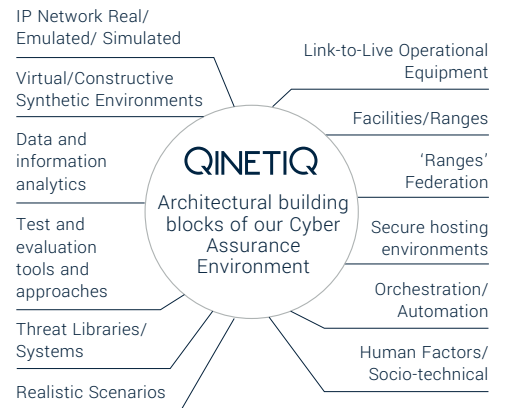 IP Network Real/
Emulated/ Simulated
Virtual/Constructive
Synthetic Environments
Data and
information
analytics
Test and
evaluation
tools and
approaches
Threat Libraries/
Systems
Realistic Scenarios
QINETIQ
Architectural building
blocks of our Cyber
Assurance
Environment
Link-to-Live Operational
Equipment
Facilities/Ranges
‘Ranges’
Federation
Secure hosting
environments
Orchestration/
Automation
Human Factors/
Socio-technical